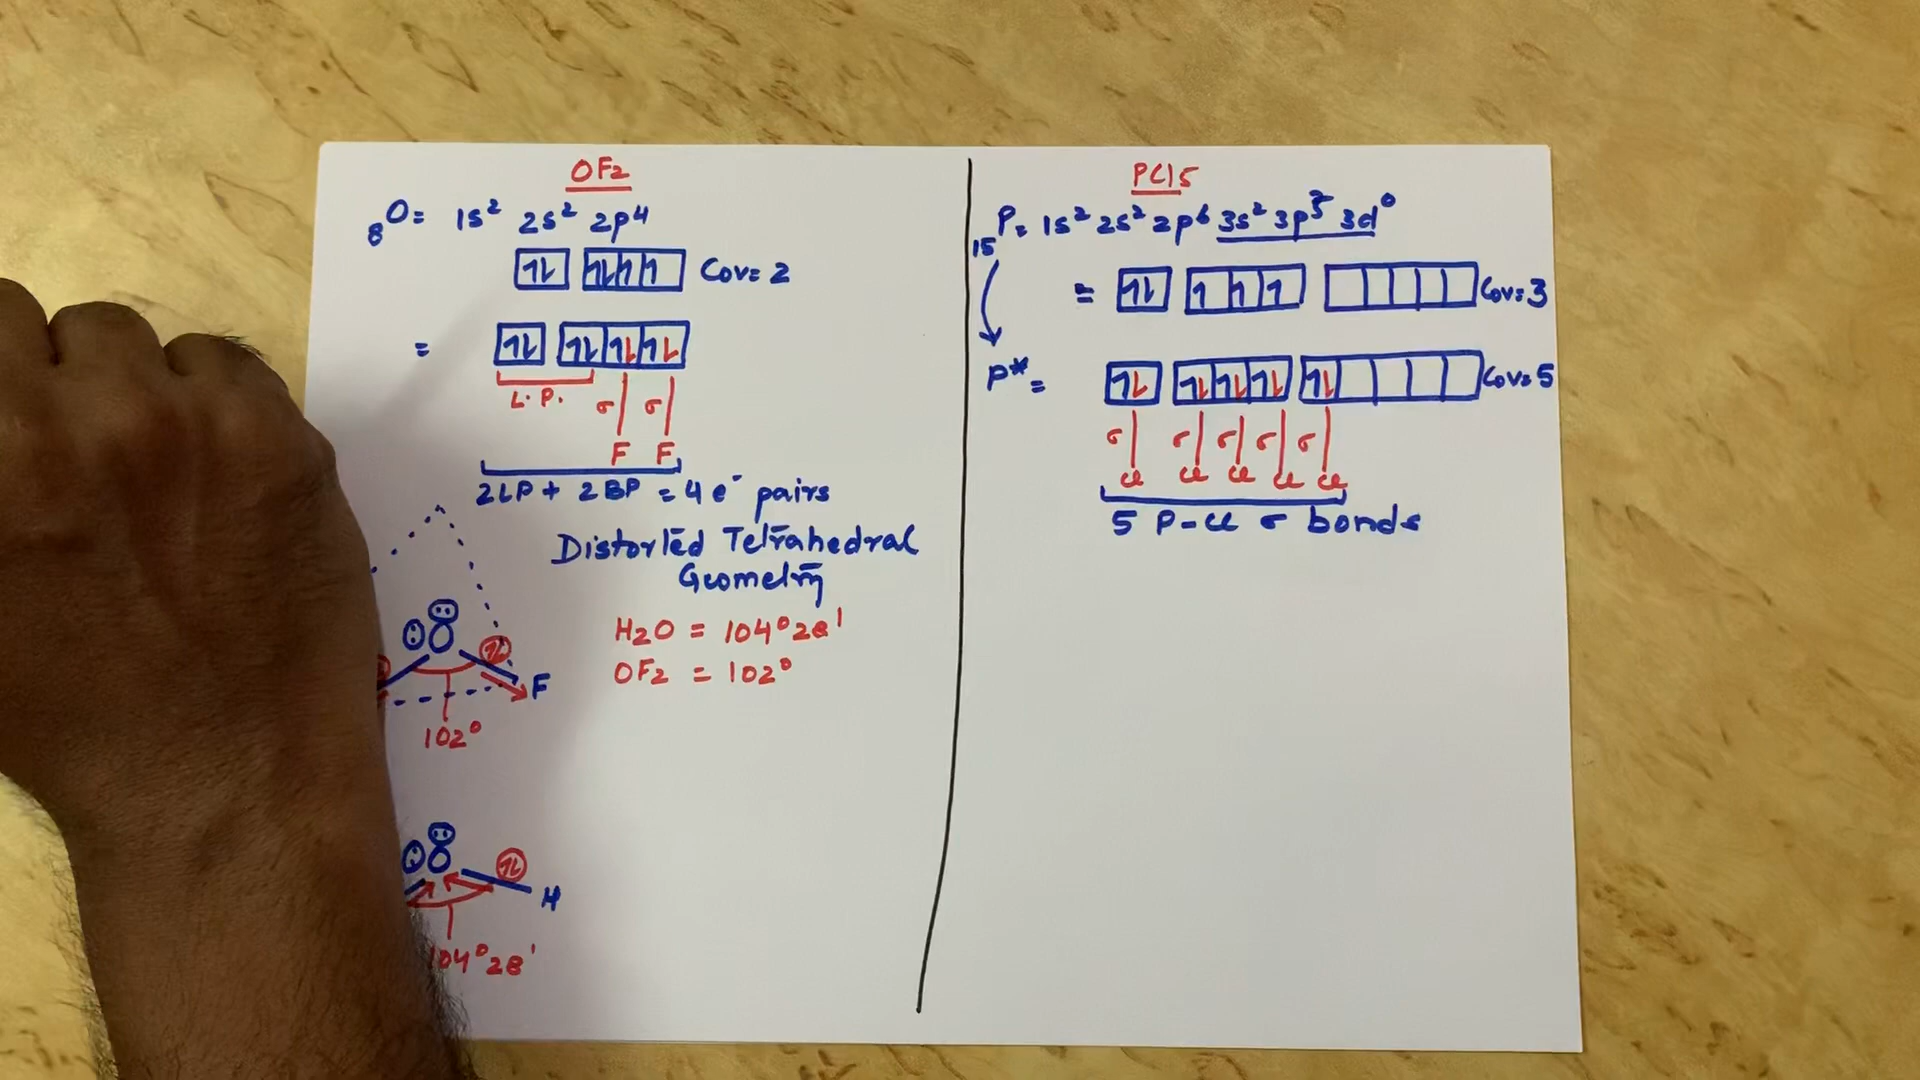 OF2
8O= 1s² 2s² 2p⁴
Cov= 2
=
L.P. σ σ
F F
2LP + 2BP = 4 e⁻ pairs
Distorted Tetrahedral
Geometry
H2O = 104°28'
OF2 = 102°
O
F
102°
O
H
104°28'
PCl5
15P= 1s² 2s² 2p⁶ 3s² 3p³ 3d⁰
= Cov=3
P* = Cov=5
σ σ σ σ σ
Cl Cl Cl Cl Cl
5 P-Cl σ bonds